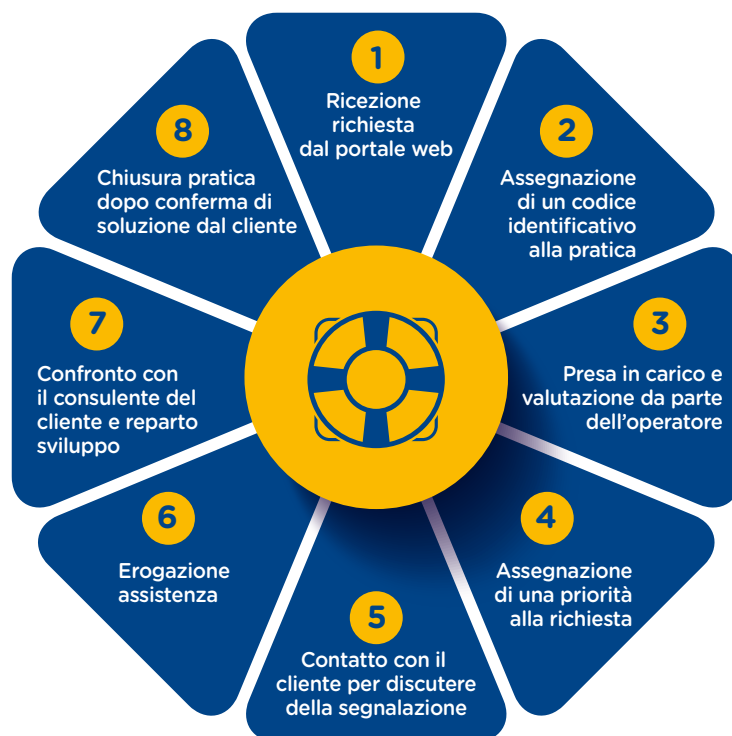 1
Ricezione
richiesta
dal portale web
2
Assegnazione
di un codice
identificativo
alla pratica
3
Presa in carico e
valutazione da parte
dell’operatore
4
Assegnazione
di una priorità
alla richiesta
5
Contatto con il
cliente per discutere
della segnalazione
6
Erogazione
assistenza
7
Confronto con
il consulente del
cliente e reparto
sviluppo
8
Chiusura pratica
dopo conferma di
soluzione dal cliente